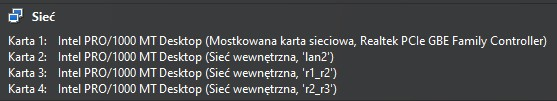 Sieć
Karta 1: Intel PRO/1000 MT Desktop (Mostkowana karta sieciowa, Realtek PCIe GBE Family Controller)
Karta 2: Intel PRO/1000 MT Desktop (Sieć wewnętrzna, 'lan2')
Karta 3: Intel PRO/1000 MT Desktop (Sieć wewnętrzna, 'r1_r2')
Karta 4: Intel PRO/1000 MT Desktop (Sieć wewnętrzna, 'r2_r3')